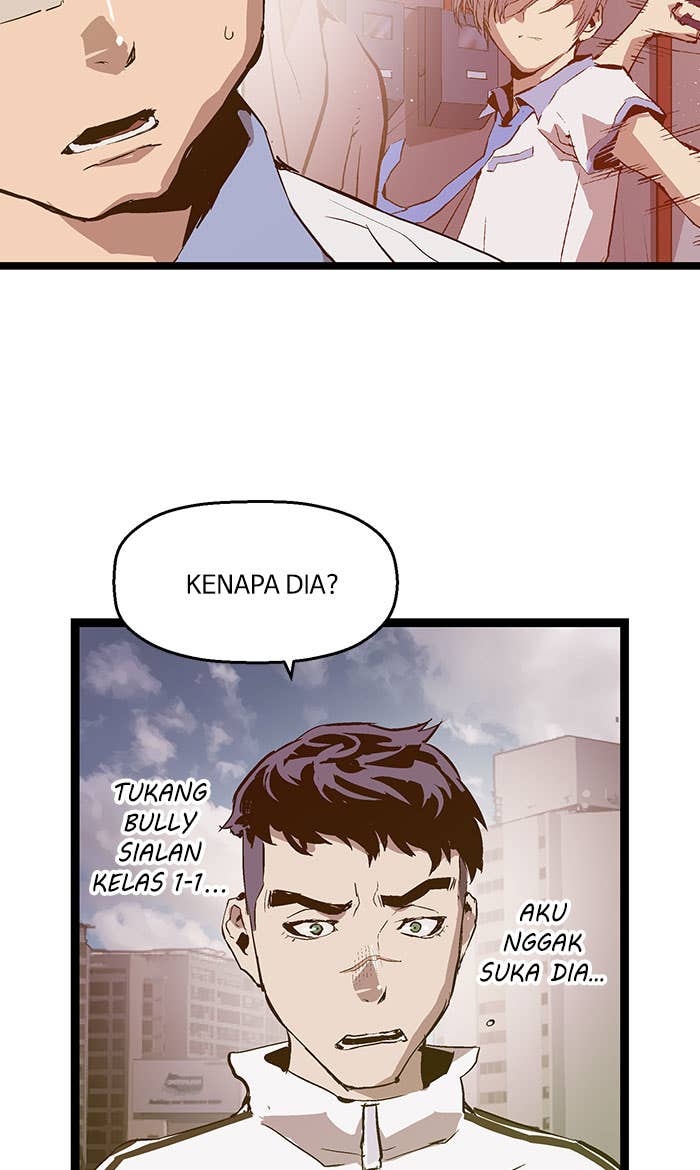 KENAPA DIA?
TUKANG
BULLY
SIALAN
KELAS 1-1...
AKU
NGGAK
SUKA DIA...